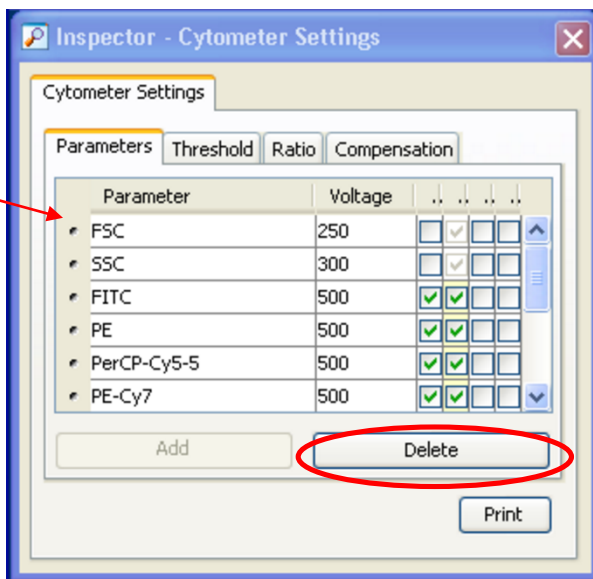 Inspector - Cytometer Settings
Cytometer Settings
Parameters Threshold Ratio Compensation
Parameter Voltage .. .. .. ..
FSC 250
SSC 300
FITC 500
PE 500
PerCP-Cy5-5 500
PE-Cy7 500
Add Delete
Print